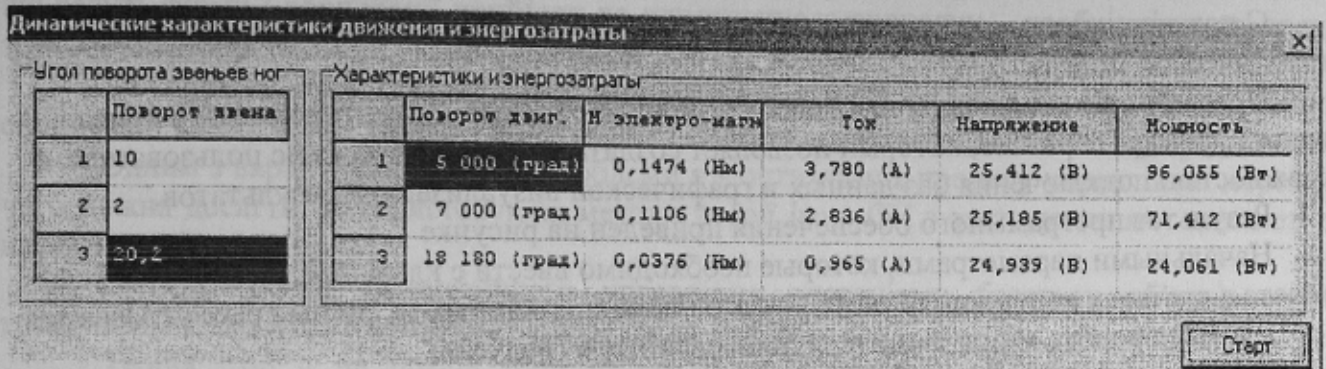 Динамические характеристики движения и энергозатраты
Угол поворота звеньев ног
Поворот звена
1 10
2 2
3 20,2
Характеристики и энергозатраты
Поворот двиг. М электро-магн Ток Напряжение Мощность
1 5 000 (град) 0,1474 (Нм) 3,780 (А) 25,412 (В) 96,055 (Вт)
2 7 000 (град) 0,1106 (Нм) 2,836 (А) 25,185 (В) 71,412 (Вт)
3 18 180 (град) 0,0376 (Нм) 0,965 (А) 24,939 (В) 24,061 (Вт)
Старт